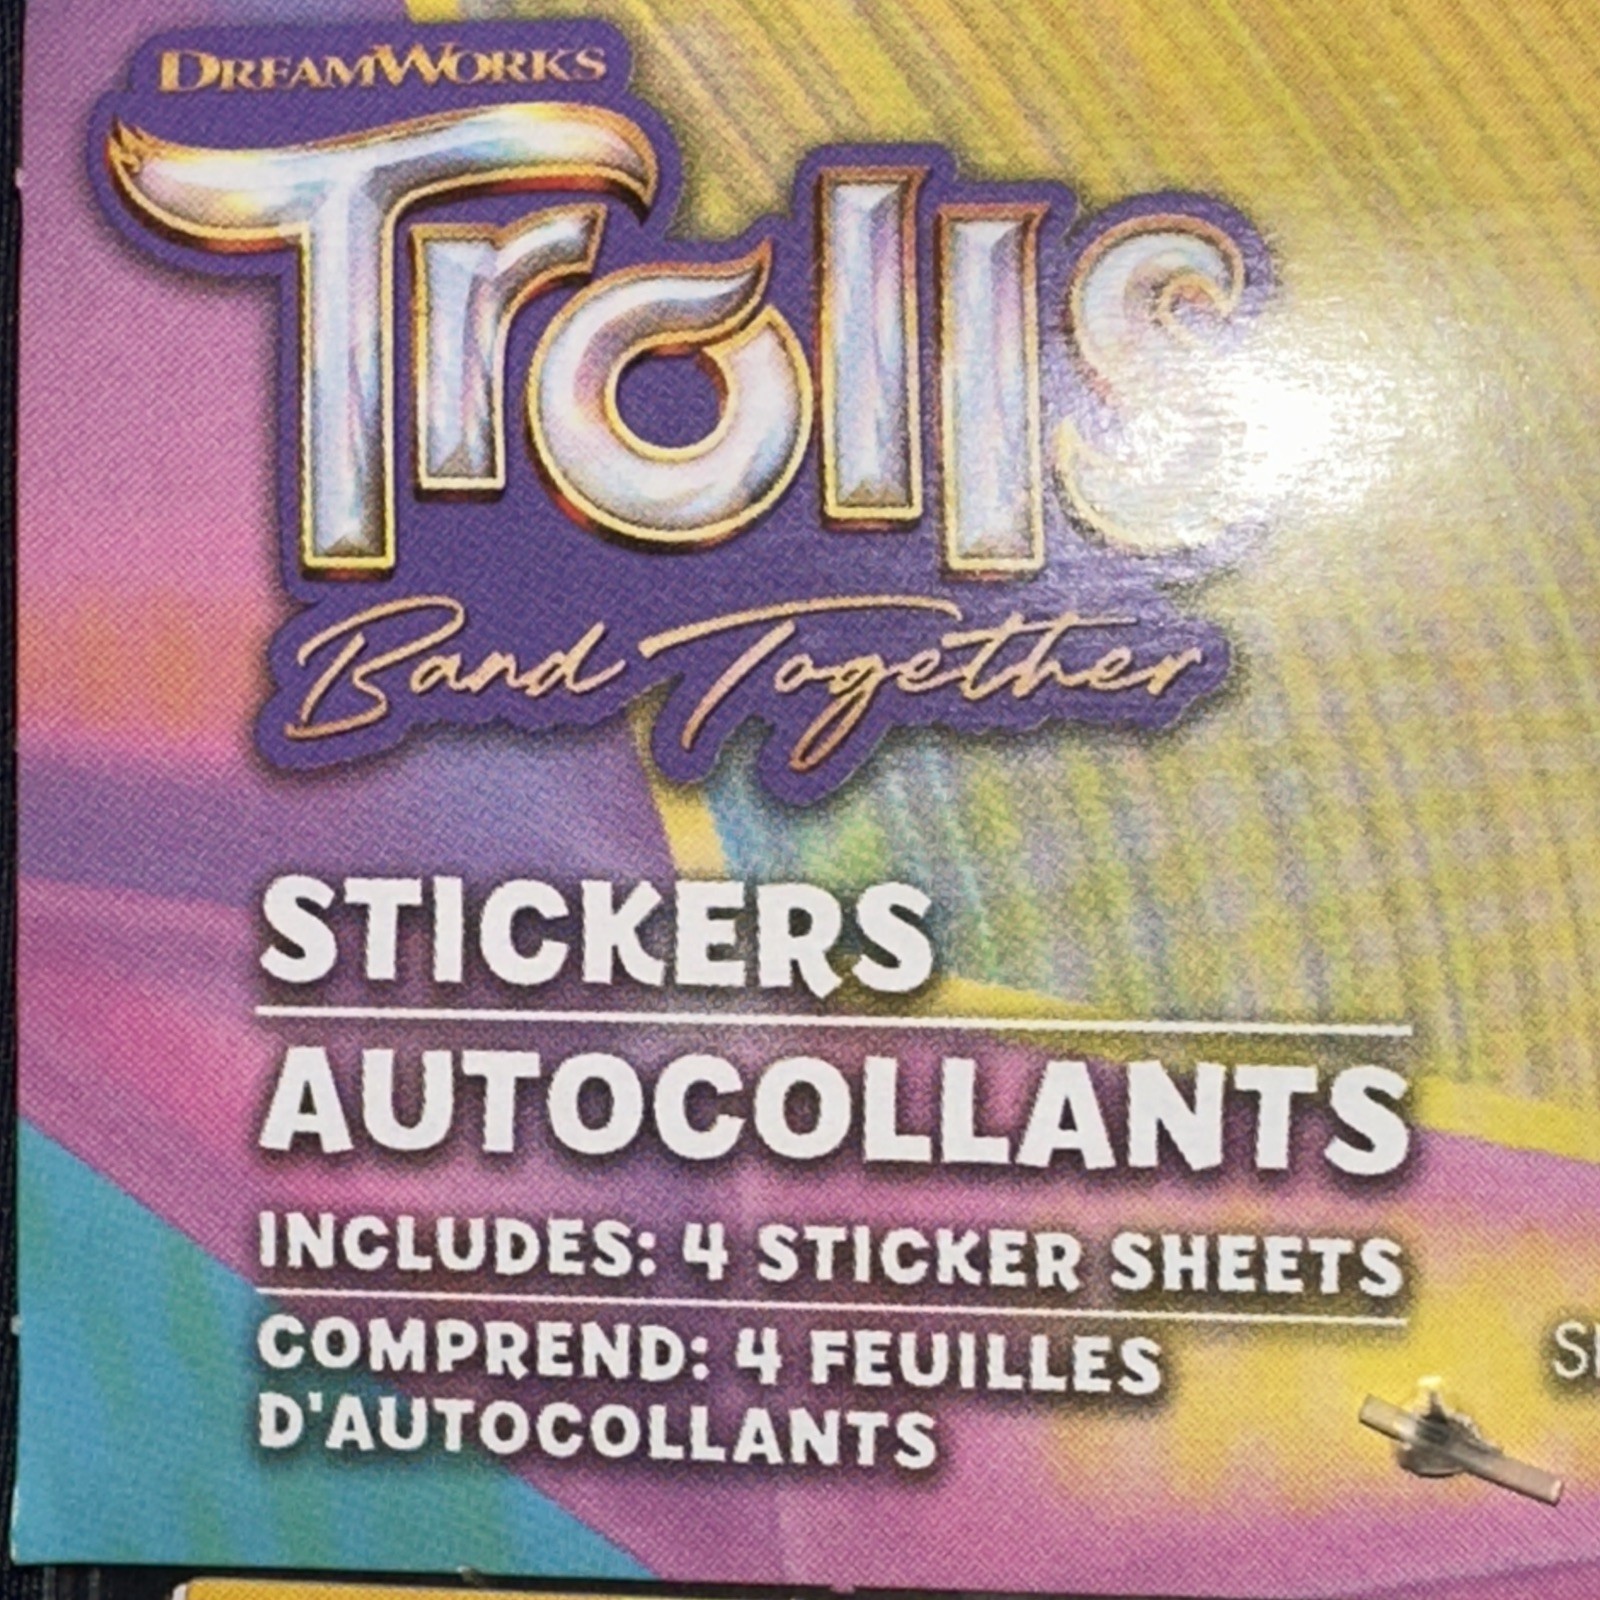 DREAMWORKS
Trolls
Band Together
STICKERS
AUTOCOLLANTS
INCLUDES: 4 STICKER SHEETS
COMPREND: 4 FEUILLES
D'AUTOCOLLANTS